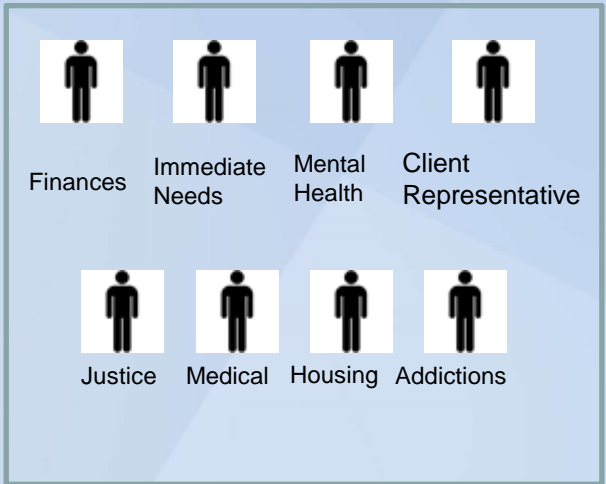 Finances
Immediate
Needs
Mental
Health
Client
Representative
Justice
Medical
Housing
Addictions